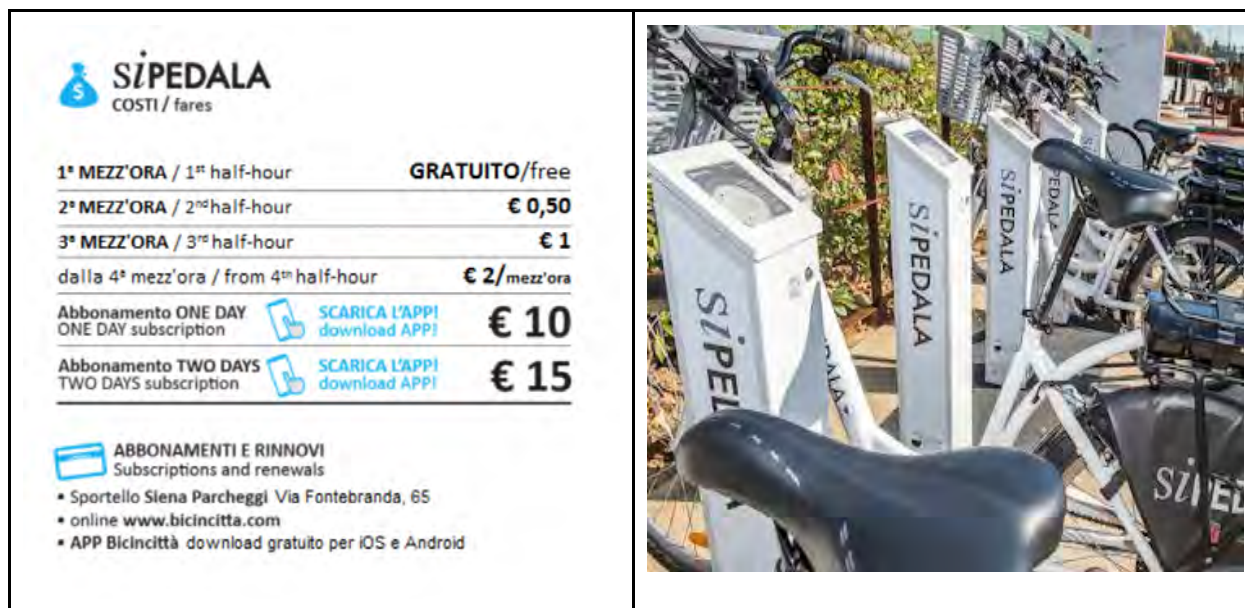 SiPEDALA
COSTI / fares
1ª MEZZ'ORA / 1st half-hour GRATUITO/free
2ª MEZZ'ORA / 2nd half-hour € 0,50
3ª MEZZ'ORA / 3rd half-hour € 1
dalla 4ª mezz'ora / from 4th half-hour € 2/mezz'ora
Abbonamento ONE DAY SCARICA L'APP!
ONE DAY subscription download APP! € 10
Abbonamento TWO DAYS SCARICA L'APP!
TWO DAYS subscription download APP! € 15
ABBONAMENTI E RINNOVI
Subscriptions and renewals
• Sportello Siena Parcheggi Via Fontebranda, 65
• online www.bicincitta.com
• APP Bicincittà download gratuito per iOS e Android
SiPEDALA
SiPEDALA
SiPEDALA